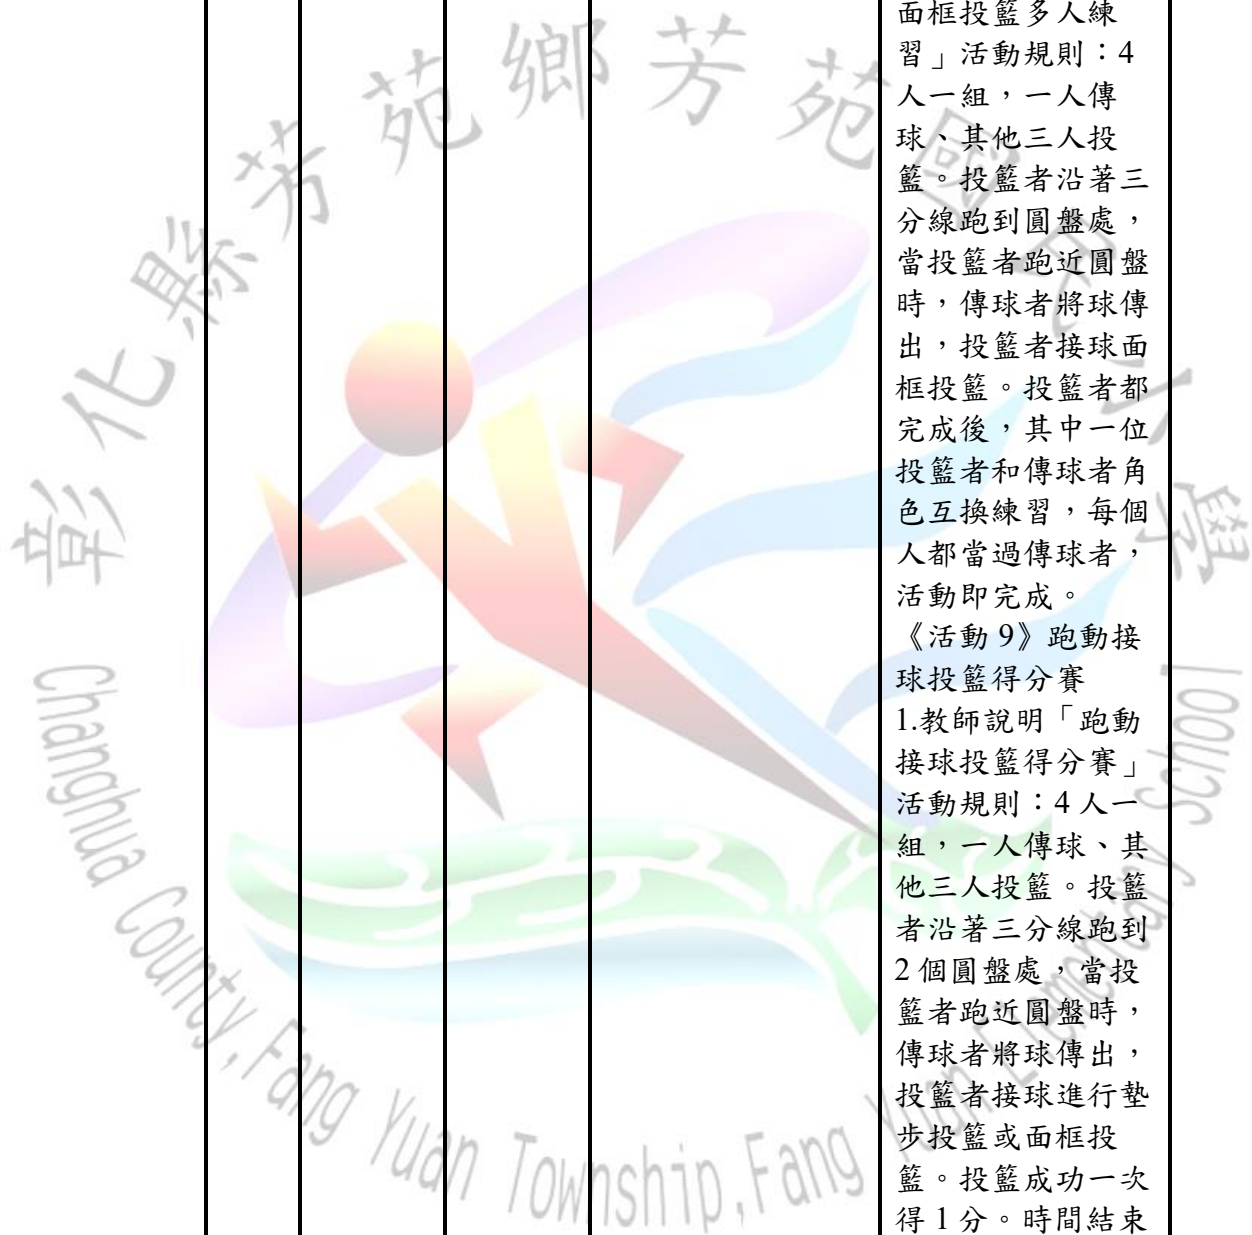 彰化縣芳苑鄉芳苑國民小學
Changhua County, Fang Yuan Township, Fang Yuan Elementary School
面框投籃多人練
習」活動規則：4
人一組，一人傳
球、其他三人投
籃。投籃者沿著三
分線跑到圓盤處，
當投籃者跑近圓盤
時，傳球者將球傳
出，投籃者接球面
框投籃。投籃者都
完成後，其中一位
投籃者和傳球者角
色互換練習，每個
人都當過傳球者，
活動即完成。
《活動 9》跑動接
球投籃得分賽
1.教師說明「跑動
接球投籃得分賽」
活動規則：4 人一
組，一人傳球、其
他三人投籃。投籃
者沿著三分線跑到
2 個圓盤處，當投
籃者跑近圓盤時，
傳球者將球傳出，
投籃者接球進行墊
步投籃或面框投
籃。投籃成功一次
得 1 分。時間結束